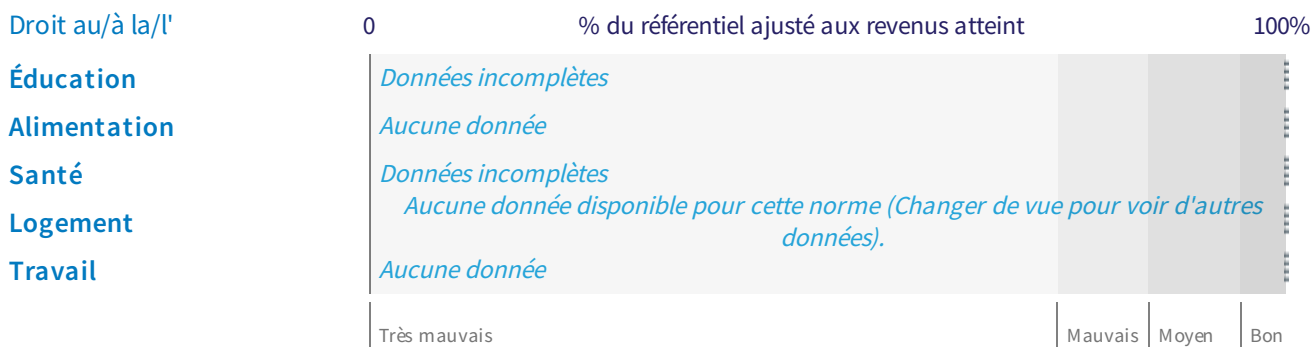 Droit au/à la/l' 0 % du référentiel ajusté aux revenus atteint 100%
Éducation Données incomplètes
Alimentation Aucune donnée
Santé Données incomplètes
Aucune donnée disponible pour cette norme (Changer de vue pour voir d'autres
Logement
données).
Travail Aucune donnée
Très mauvais Mauvais Moyen Bon